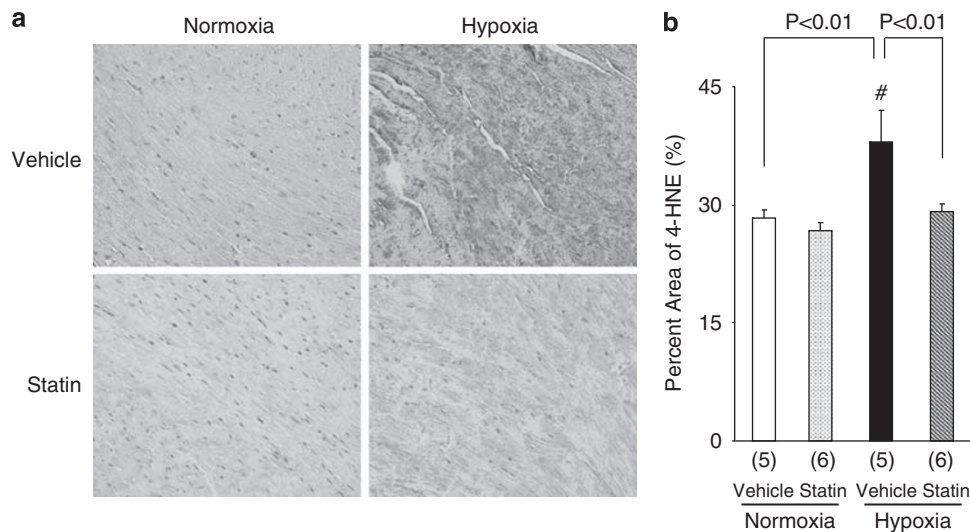 a
Normoxia Hypoxia
Vehicle
Statin
b
P<0.01 P<0.01
#
Percent Area of 4-HNE (%)
45
30
15
0
(5) (6) (5) (6)
Vehicle Statin Vehicle Statin
Normoxia Hypoxia